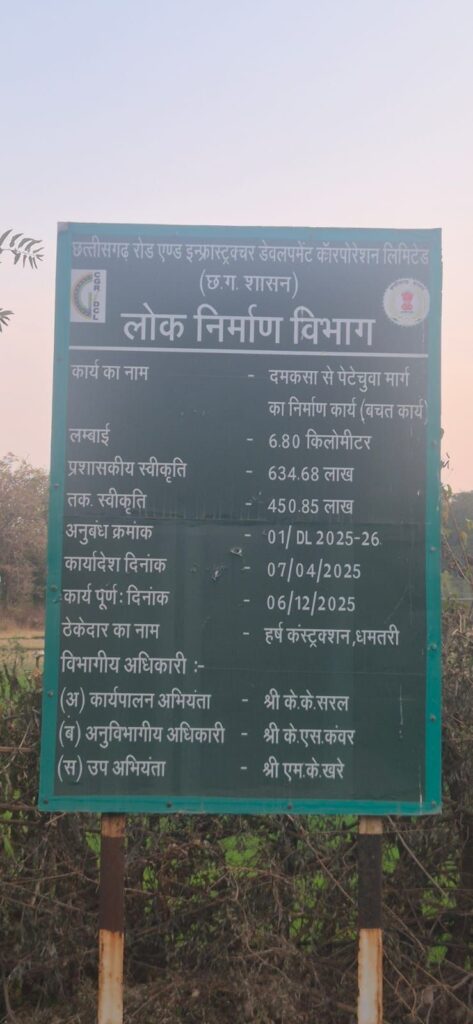 छत्तीसगढ़ रोड एण्ड इन्फ्रास्ट्रक्चर डेवलपमेंट कॉरपोरेशन लिमिटेड
(छ.ग. शासन)
CGRIDCL
लोक निर्माण विभाग
कार्य का नाम - दमकसा से पेटेचुवा मार्ग
का निर्माण कार्य (बचत कार्य)
लम्बाई - 6.80 किलोमीटर
प्रशासकीय स्वीकृति - 634.68 लाख
तक. स्वीकृति - 450.85 लाख
अनुबंध क्रमांक - 01/ DL 2025-26
कार्यादेश दिनांक - 07/04/2025
कार्य पूर्ण: दिनांक - 06/12/2025
ठेकेदार का नाम - हर्ष कंस्ट्रक्शन,धमतरी
विभागीय अधिकारी :-
(अ) कार्यपालन अभियंता - श्री के.के.सरल
(ब) अनुविभागीय अधिकारी - श्री के.एस.कंवर
(स) उप अभियंता - श्री एम.के.खरे